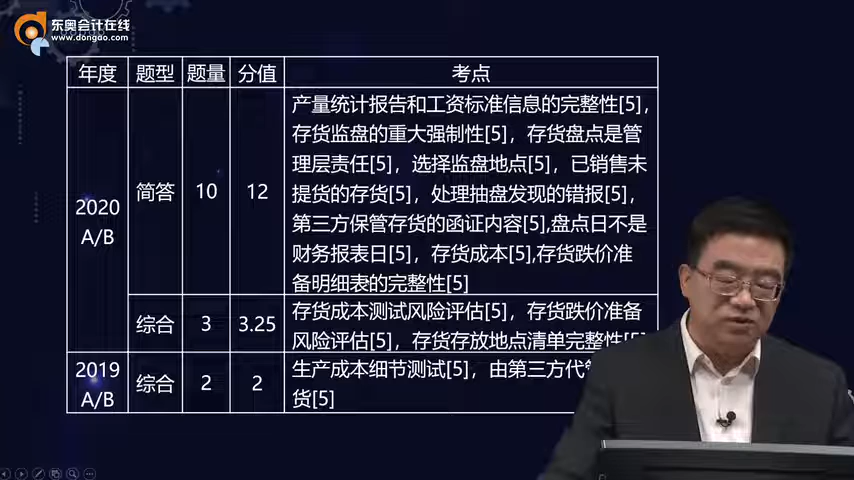 东奥会计在线
www.dongao.com
年度 题型 题量 分值 考点
2020 A/B
简答 10 12
产量统计报告和工资标准信息的完整性[5],
存货监盘的重大强制性[5], 存货盘点是管
理层责任[5], 选择监盘地点[5], 已销售未
提货的存货[5], 处理抽盘发现的错报[5],
第三方保管存货的函证内容[5],盘点日不是
财务报表日[5], 存货成本[5],存货跌价准
备明细表的完整性[5]
综合 3 3.25
存货成本测试风险评估[5], 存货跌价准备
风险评估[5], 存货存放地点清单完整性[5]
2019 A/B
综合 2 2
生产成本细节测试[5], 由第三方代
货[5]